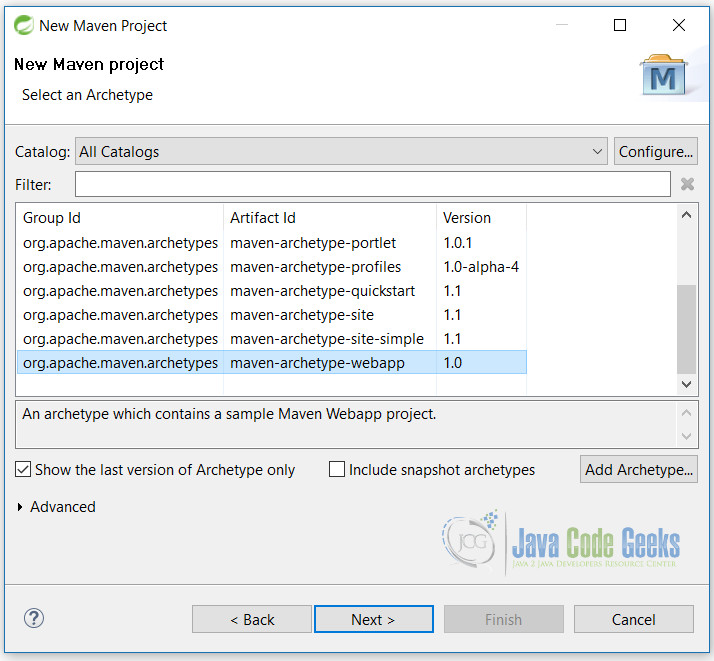 New Maven Project
New Maven project
Select an Archetype
M
Catalog: All Catalogs Configure...
Filter:
Group Id Artifact Id Version
org.apache.maven.archetypes maven-archetype-portlet 1.0.1
org.apache.maven.archetypes maven-archetype-profiles 1.0-alpha-4
org.apache.maven.archetypes maven-archetype-quickstart 1.1
org.apache.maven.archetypes maven-archetype-site 1.1
org.apache.maven.archetypes maven-archetype-site-simple 1.1
org.apache.maven.archetypes maven-archetype-webapp 1.0
An archetype which contains a sample Maven Webapp project.
Show the last version of Archetype only Include snapshot archetypes Add Archetype...
Advanced
JCG Java Code Geeks
Java 2 Java Developers Resource Center
? < Back Next > Finish Cancel